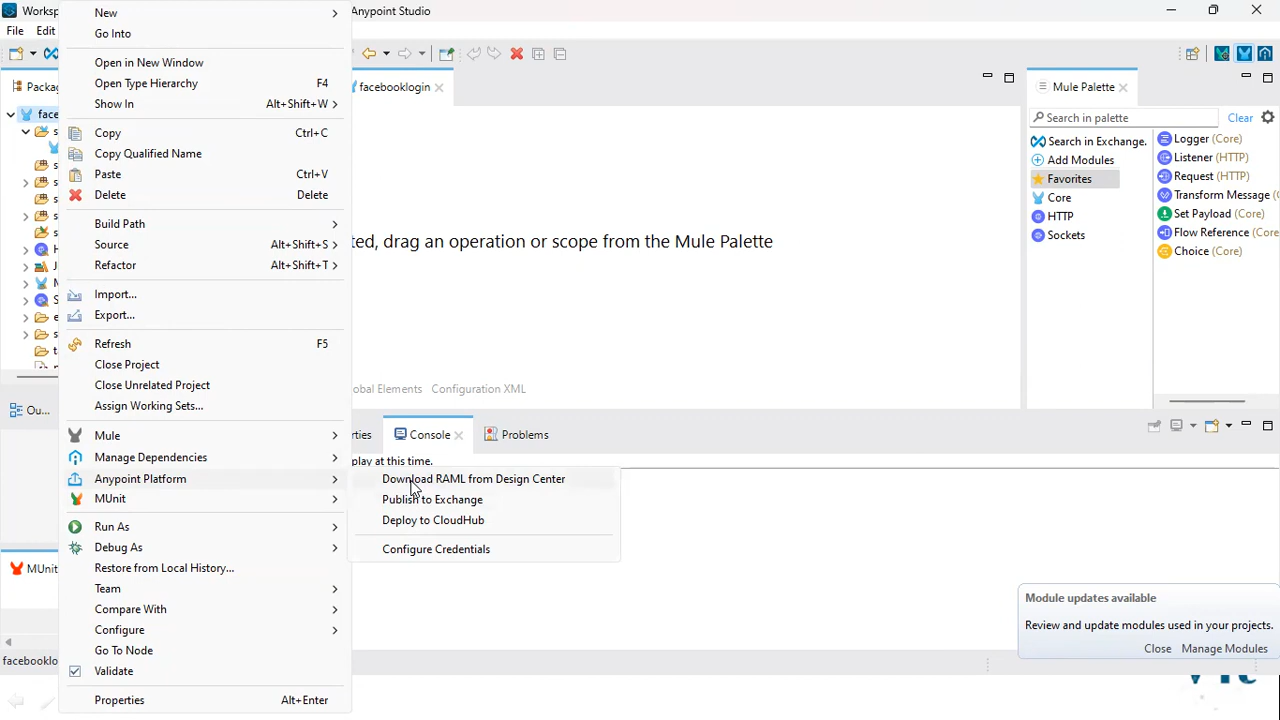 Worksp
Anypoint Studio
File
Edit
New
Go Into
Open in New Window
Open Type Hierarchy F4
Show In Alt+Shift+W
Copy Ctrl+C
Copy Qualified Name
Paste Ctrl+V
Delete Delete
Build Path
Source Alt+Shift+S
Refactor Alt+Shift+T
Import...
Export...
Refresh F5
Close Project
Close Unrelated Project
Assign Working Sets...
Mule
Manage Dependencies
Anypoint Platform
MUnit
Run As
Debug As
Restore from Local History...
Team
Compare With
Configure
Go To Node
Validate
Properties Alt+Enter
Download RAML from Design Center
Publish to Exchange
Deploy to CloudHub
Configure Credentials
Packa
face
Ou...
MUnit
facebooklo
facebooklogin
ted, drag an operation or scope from the Mule Palette
obal Elements Configuration XML
rties Console Problems
play at this time.
Mule Palette
Search in palette Clear
Search in Exchange.
Add Modules
Favorites
Core
HTTP
Sockets
Logger (Core)
Listener (HTTP)
Request (HTTP)
Transform Message (
Set Payload (Core)
Flow Reference (Core
Choice (Core)
Module updates available
Review and update modules used in your projects.
Close Manage Modules